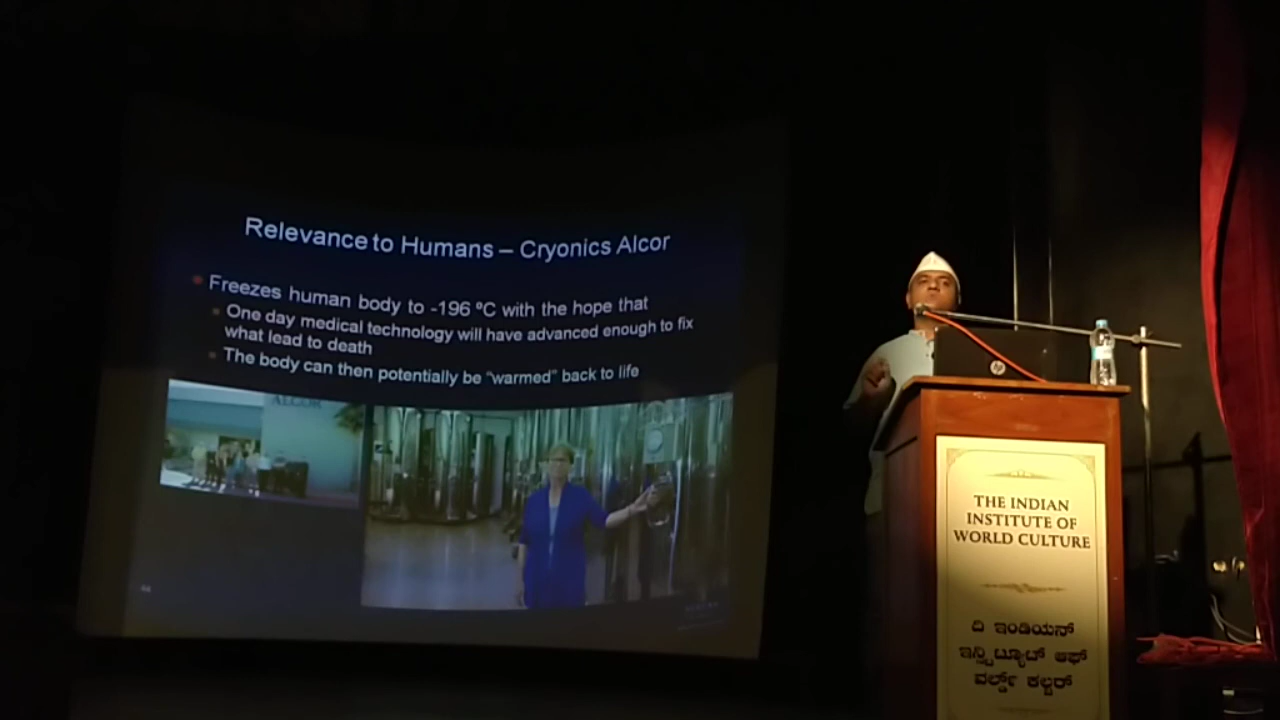 Relevance to Humans – Cryonics Alcor
Freezes human body to -196 ºC with the hope that
One day medical technology will have advanced enough to fix
what lead to death
The body can then potentially be “warmed” back to life
ALCOR
hp
THE INDIAN
INSTITUTE OF
WORLD CULTURE
ದಿ ಇಂಡಿಯನ್
ಇನ್ಸ್ಟಿಟ್ಯೂಟ್ ಆಫ್
ವರ್ಲ್ಡ್ ಕಲ್ಚರ್